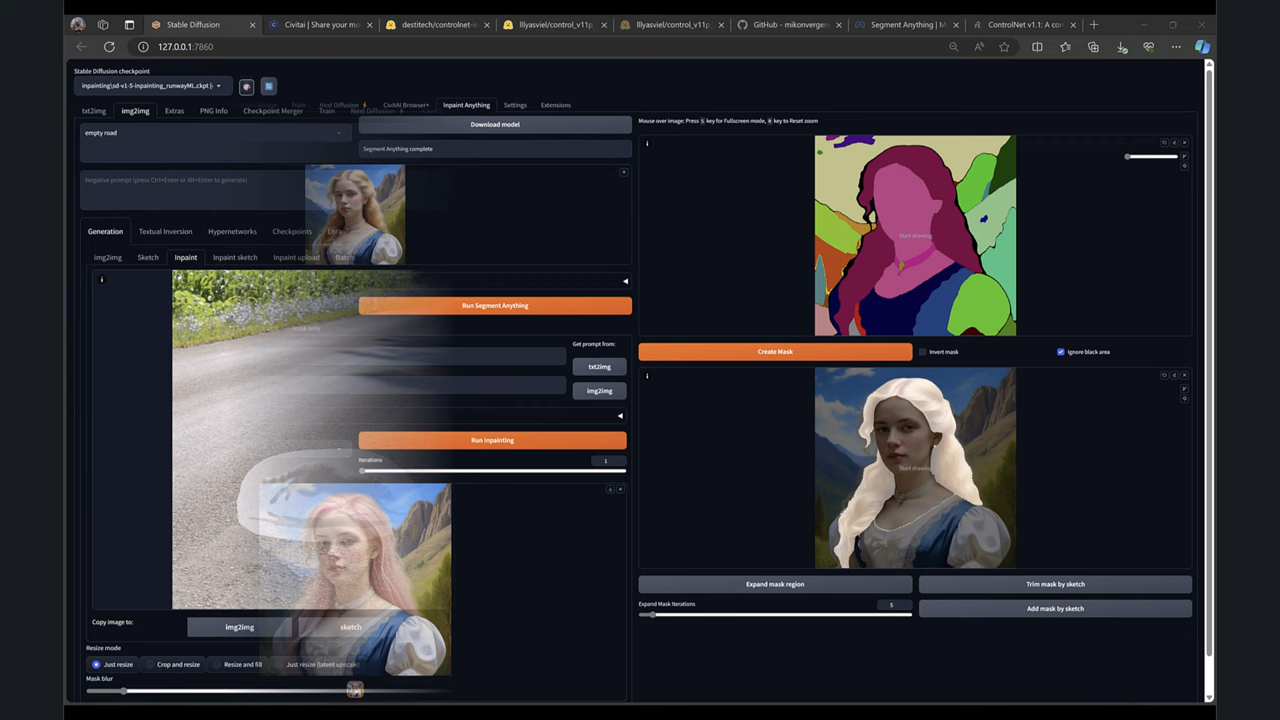 Stable Diffusion
Civitai | Share your mo
destitech/controlnet-i
lllyasviel/control_v11p
lllyasviel/control_v11p
GitHub - mikonvergen
Segment Anything | M
ControlNet v1.1: A con
127.0.0.1:7860
Stable Diffusion checkpoint
inpainting\sd-v1-5-inpainting_runwayML.ckpt [
txt2img
img2img
Extras
PNG Info
Checkpoint Merger
Train
Next Diffusion
CivitAI Browser+
Inpaint Anything
Settings
Extensions
empty road
Download model
Segment Anything complete
Mouse over image: Press S key for Fullscreen mode, R key to Reset zoom
Negative prompt (press Ctrl+Enter or Alt+Enter to generate)
Generation
Textual Inversion
Hypernetworks
Checkpoints
Start drawing
img2img
Sketch
Inpaint
Inpaint sketch
Inpaint upload
Batch
Run Segment Anything
Get prompt from:
txt2img
img2img
Create Mask
Invert mask
Ignore black area
Run Inpainting
Iterations
1
Start drawing
Expand mask region
Trim mask by sketch
Expand Mask Iterations
5
Add mask by sketch
Copy image to:
img2img
sketch
Resize mode
Just resize
Crop and resize
Resize and fill
Just resize (latent upscale)
Mask blur